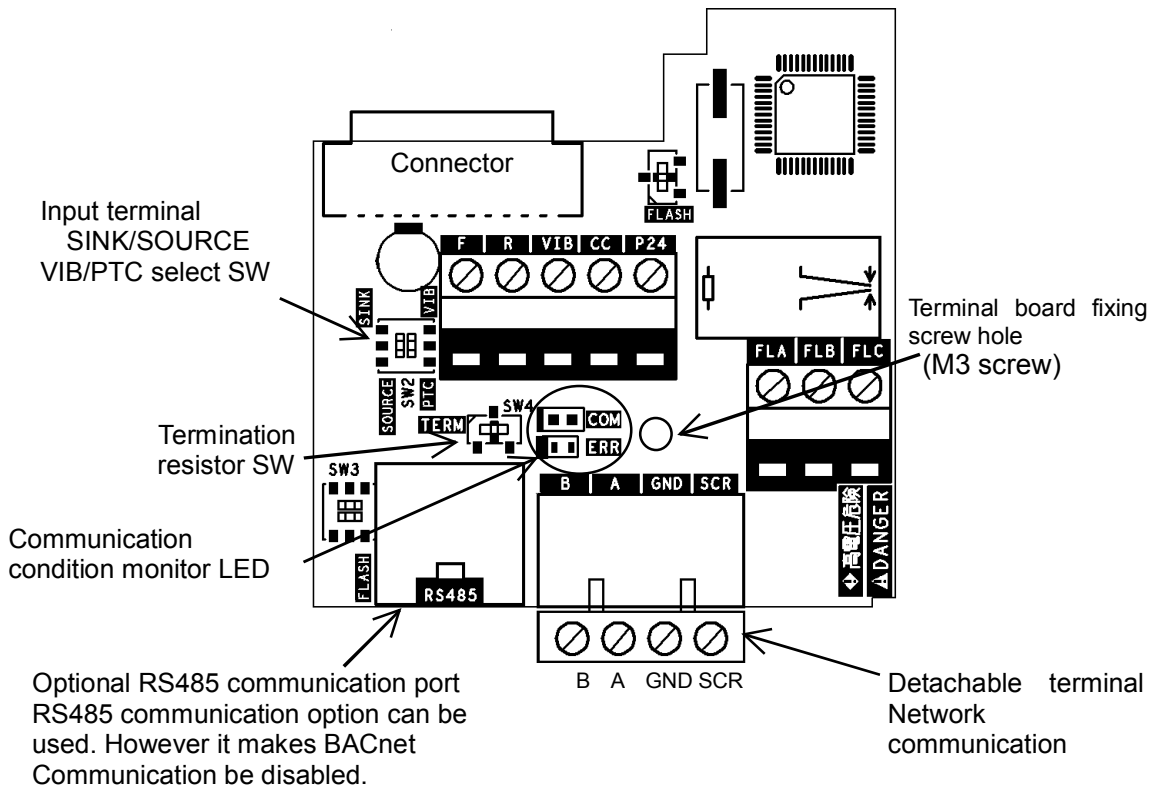 Connector
FLASH
Input terminal
SINK/SOURCE
VIB/PTC select SW
F R VIB CC P24
SINK VIB
SOURCE SW2 PTC
Terminal board fixing
screw hole
(M3 screw)
FLA FLB FLC
SW4
TERM
COM
ERR
Termination
resistor SW
SW3
B A GND SCR
Communication
condition monitor LED
FLASH
RS485
高電圧危険
DANGER
B A GND SCR
Optional RS485 communication port
RS485 communication option can be
used. However it makes BACnet
Communication be disabled.
Detachable terminal
Network
communication